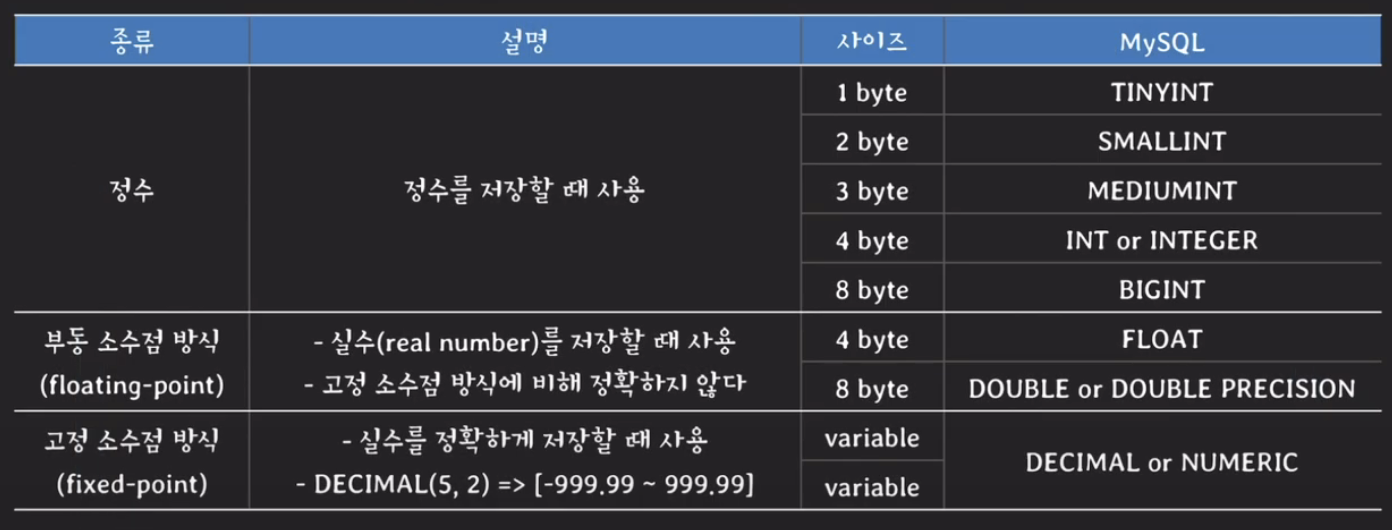 종류 설명 사이즈 MySQL
1 byte TINYINT
2 byte SMALLINT
정수 정수를 저장할 때 사용 3 byte MEDIUMINT
4 byte INT or INTEGER
8 byte BIGINT
부동 소수점 방식 - 실수(real number)를 저장할 때 사용 4 byte FLOAT
(floating-point) - 고정 소수점 방식에 비해 정확하지 않다 8 byte DOUBLE or DOUBLE PRECISION
고정 소수점 방식 - 실수를 정확하게 저장할 때 사용 variable
DECIMAL or NUMERIC
(fixed-point) - DECIMAL(5, 2) => [-999.99 ~ 999.99] variable